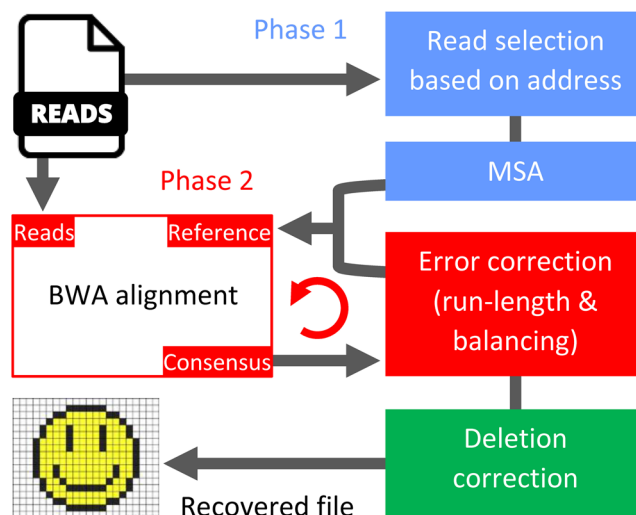 Phase 1
Read selection
based on address
READS
MSA
Phase 2
Reads
Reference
BWA alignment
Consensus
Error correction
(run-length &
balancing)
Deletion
correction
Recovered file